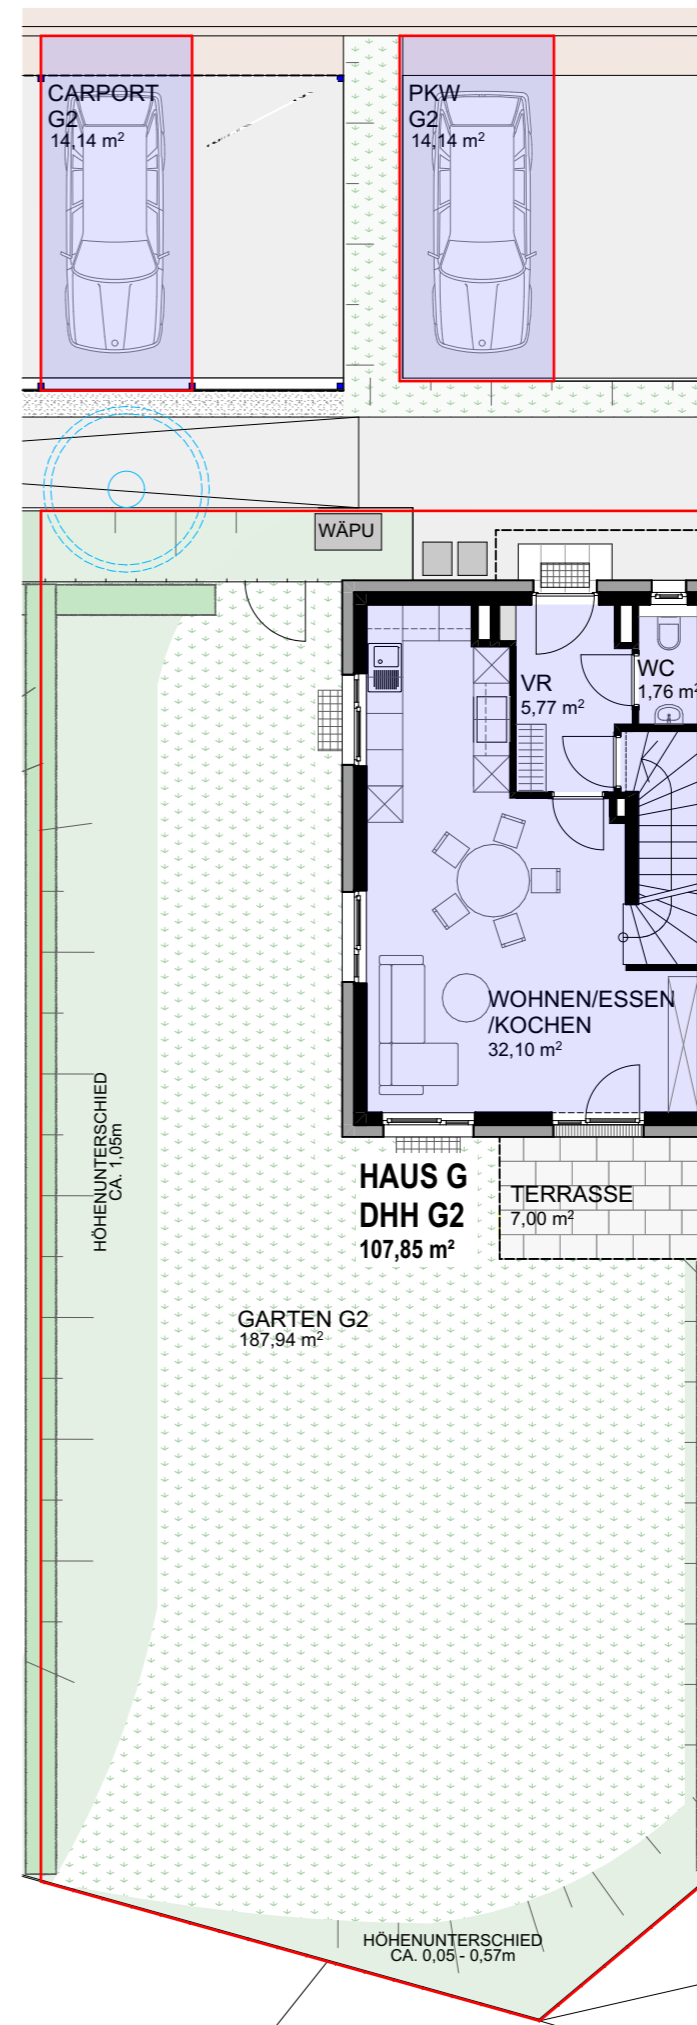 CARPORT
G2
14,14 m²
PKW
G2
14,14 m²
WÄPU
VR
5,77 m²
WC
1,76 m²
WOHNEN/ESSEN
/KOCHEN
32,10 m²
HÖHENUNTERSCHIED
CA. 1,05m
HAUS G
DHH G2
107,85 m²
TERRASSE
7,00 m²
GARTEN G2
187,94 m²
HÖHENUNTERSCHIED
CA. 0,05 - 0,57m